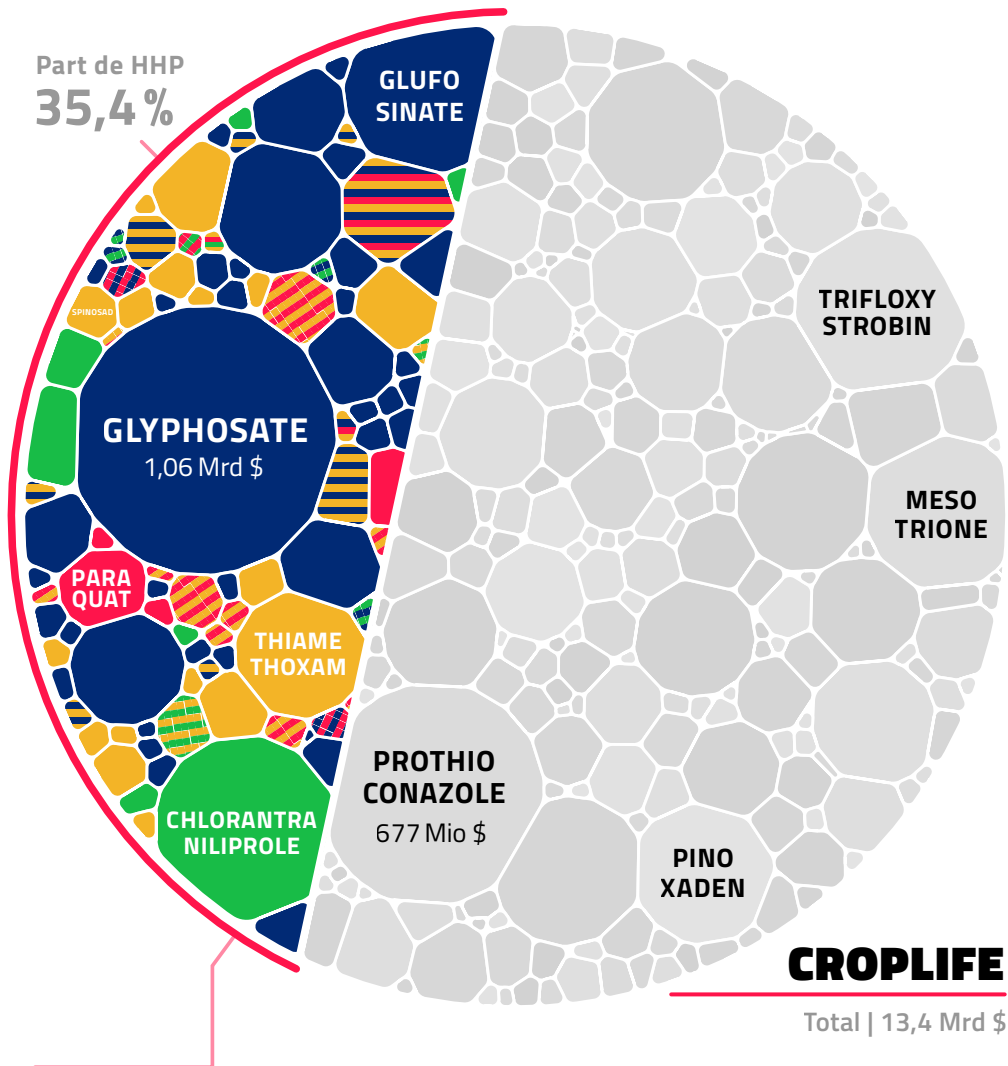 Part de HHP
35,4 %
GLUFO
SINATE
TRIFLOXY
STROBIN
SPINOSAD
GLYPHOSATE
1,06 Mrd $
MESO
TRIONE
PARA
QUAT
THIAME
THOXAM
PROTHIO
CONAZOLE
677 Mio $
CHLORANTRA
NILIPROLE
PINO
XADEN
CROPLIFE
Total | 13,4 Mrd $